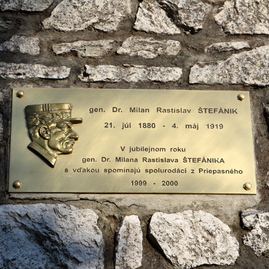 gen. Dr. Milan Rastislav ŠTEFÁNIK
21. júl 1880 - 4. máj 1919
V jubilejnom roku
gen. Dr. Milana Rastislava ŠTEFÁNIKA
s vďakou spomínajú spolurodáci z Priepasného
1999 - 2000